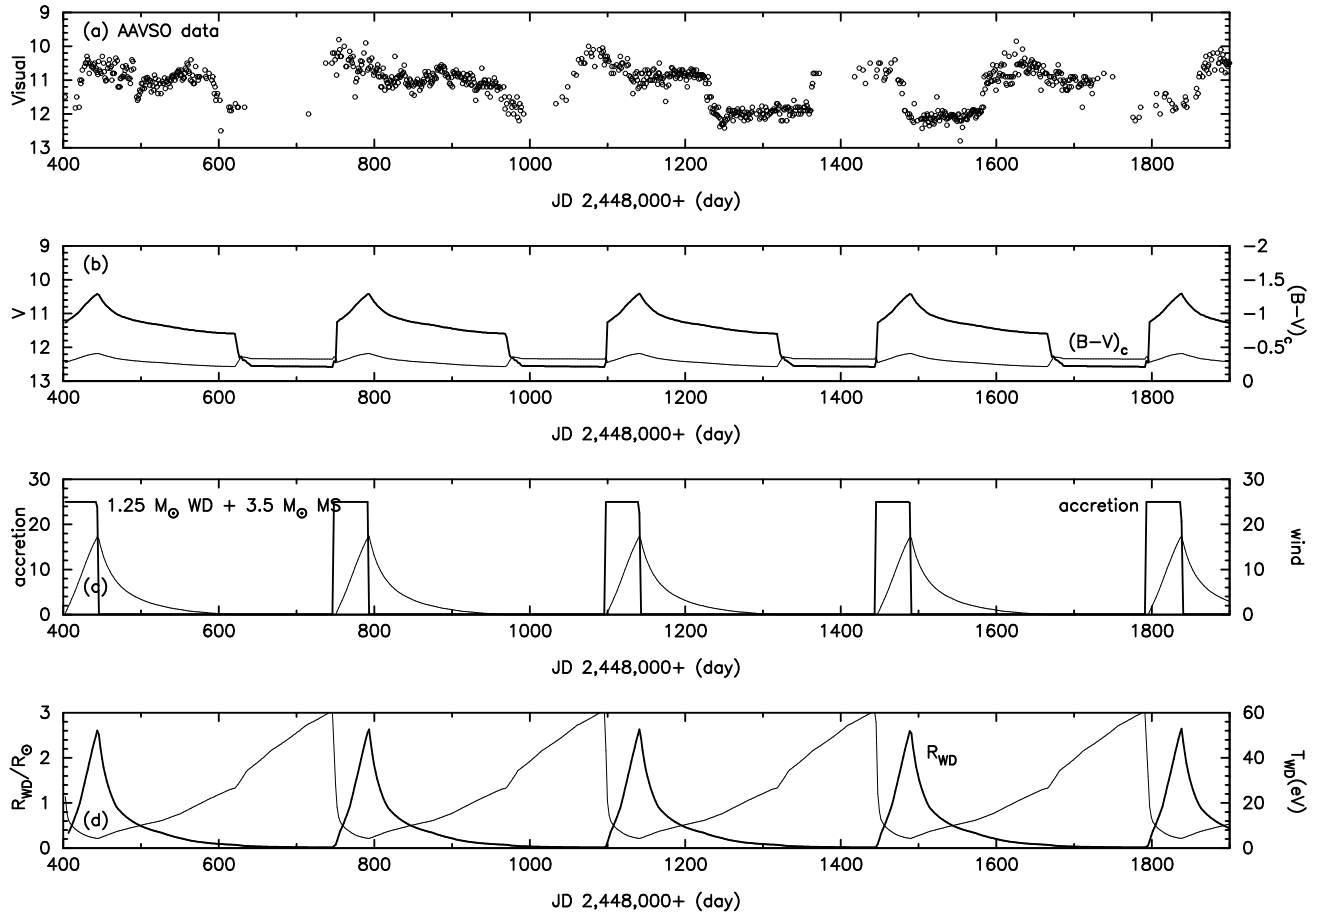 (a) AAVSO data
Visual
9
10
11
12
13
400 600 800 1000 1200 1400 1600 1800
JD 2,448,000+ (day)
(b)
V
9
10
11
12
13
(B−V)c
−2
−1.5
−1
−0.5
0
(B−V)c
400 600 800 1000 1200 1400 1600 1800
JD 2,448,000+ (day)
1.25 M⊙ WD + 3.5 M⊙ MS
accretion
accretion
30
20
10
0
(c)
30
20
10
0
wind
400 600 800 1000 1200 1400 1600 1800
JD 2,448,000+ (day)
RWD/R⊙
3
2
1
0
(d)
RWD
60
40
20
0
TWD(eV)
400 600 800 1000 1200 1400 1600 1800
JD 2,448,000+ (day)